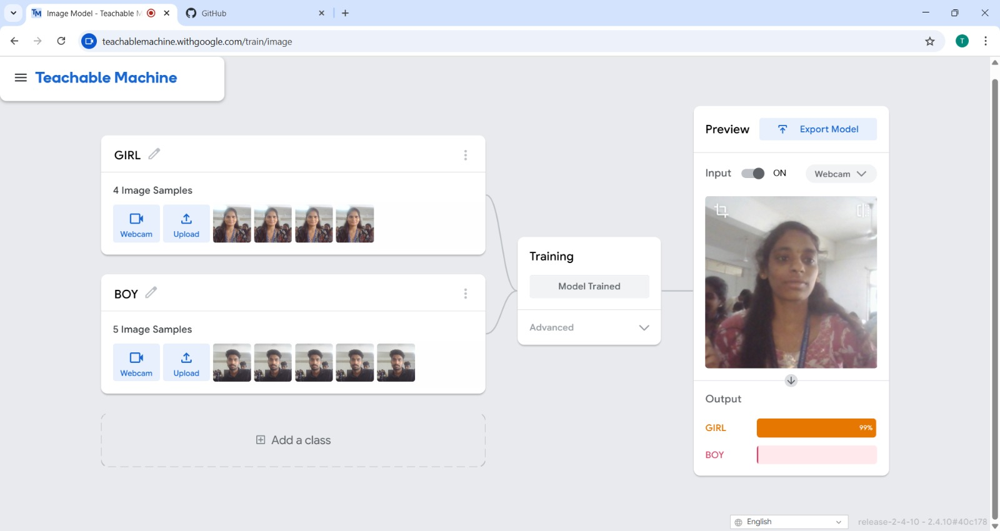 Image Model - Teachable M
GitHub
teachablemachine.withgoogle.com/train/image
T
Teachable Machine
GIRL
4 Image Samples
Webcam
Upload
BOY
5 Image Samples
Webcam
Upload
Add a class
Training
Model Trained
Advanced
Preview
Export Model
Input
ON
Webcam
Output
GIRL
99%
BOY
English
release-2-4-10 - 2.4.10#40c178